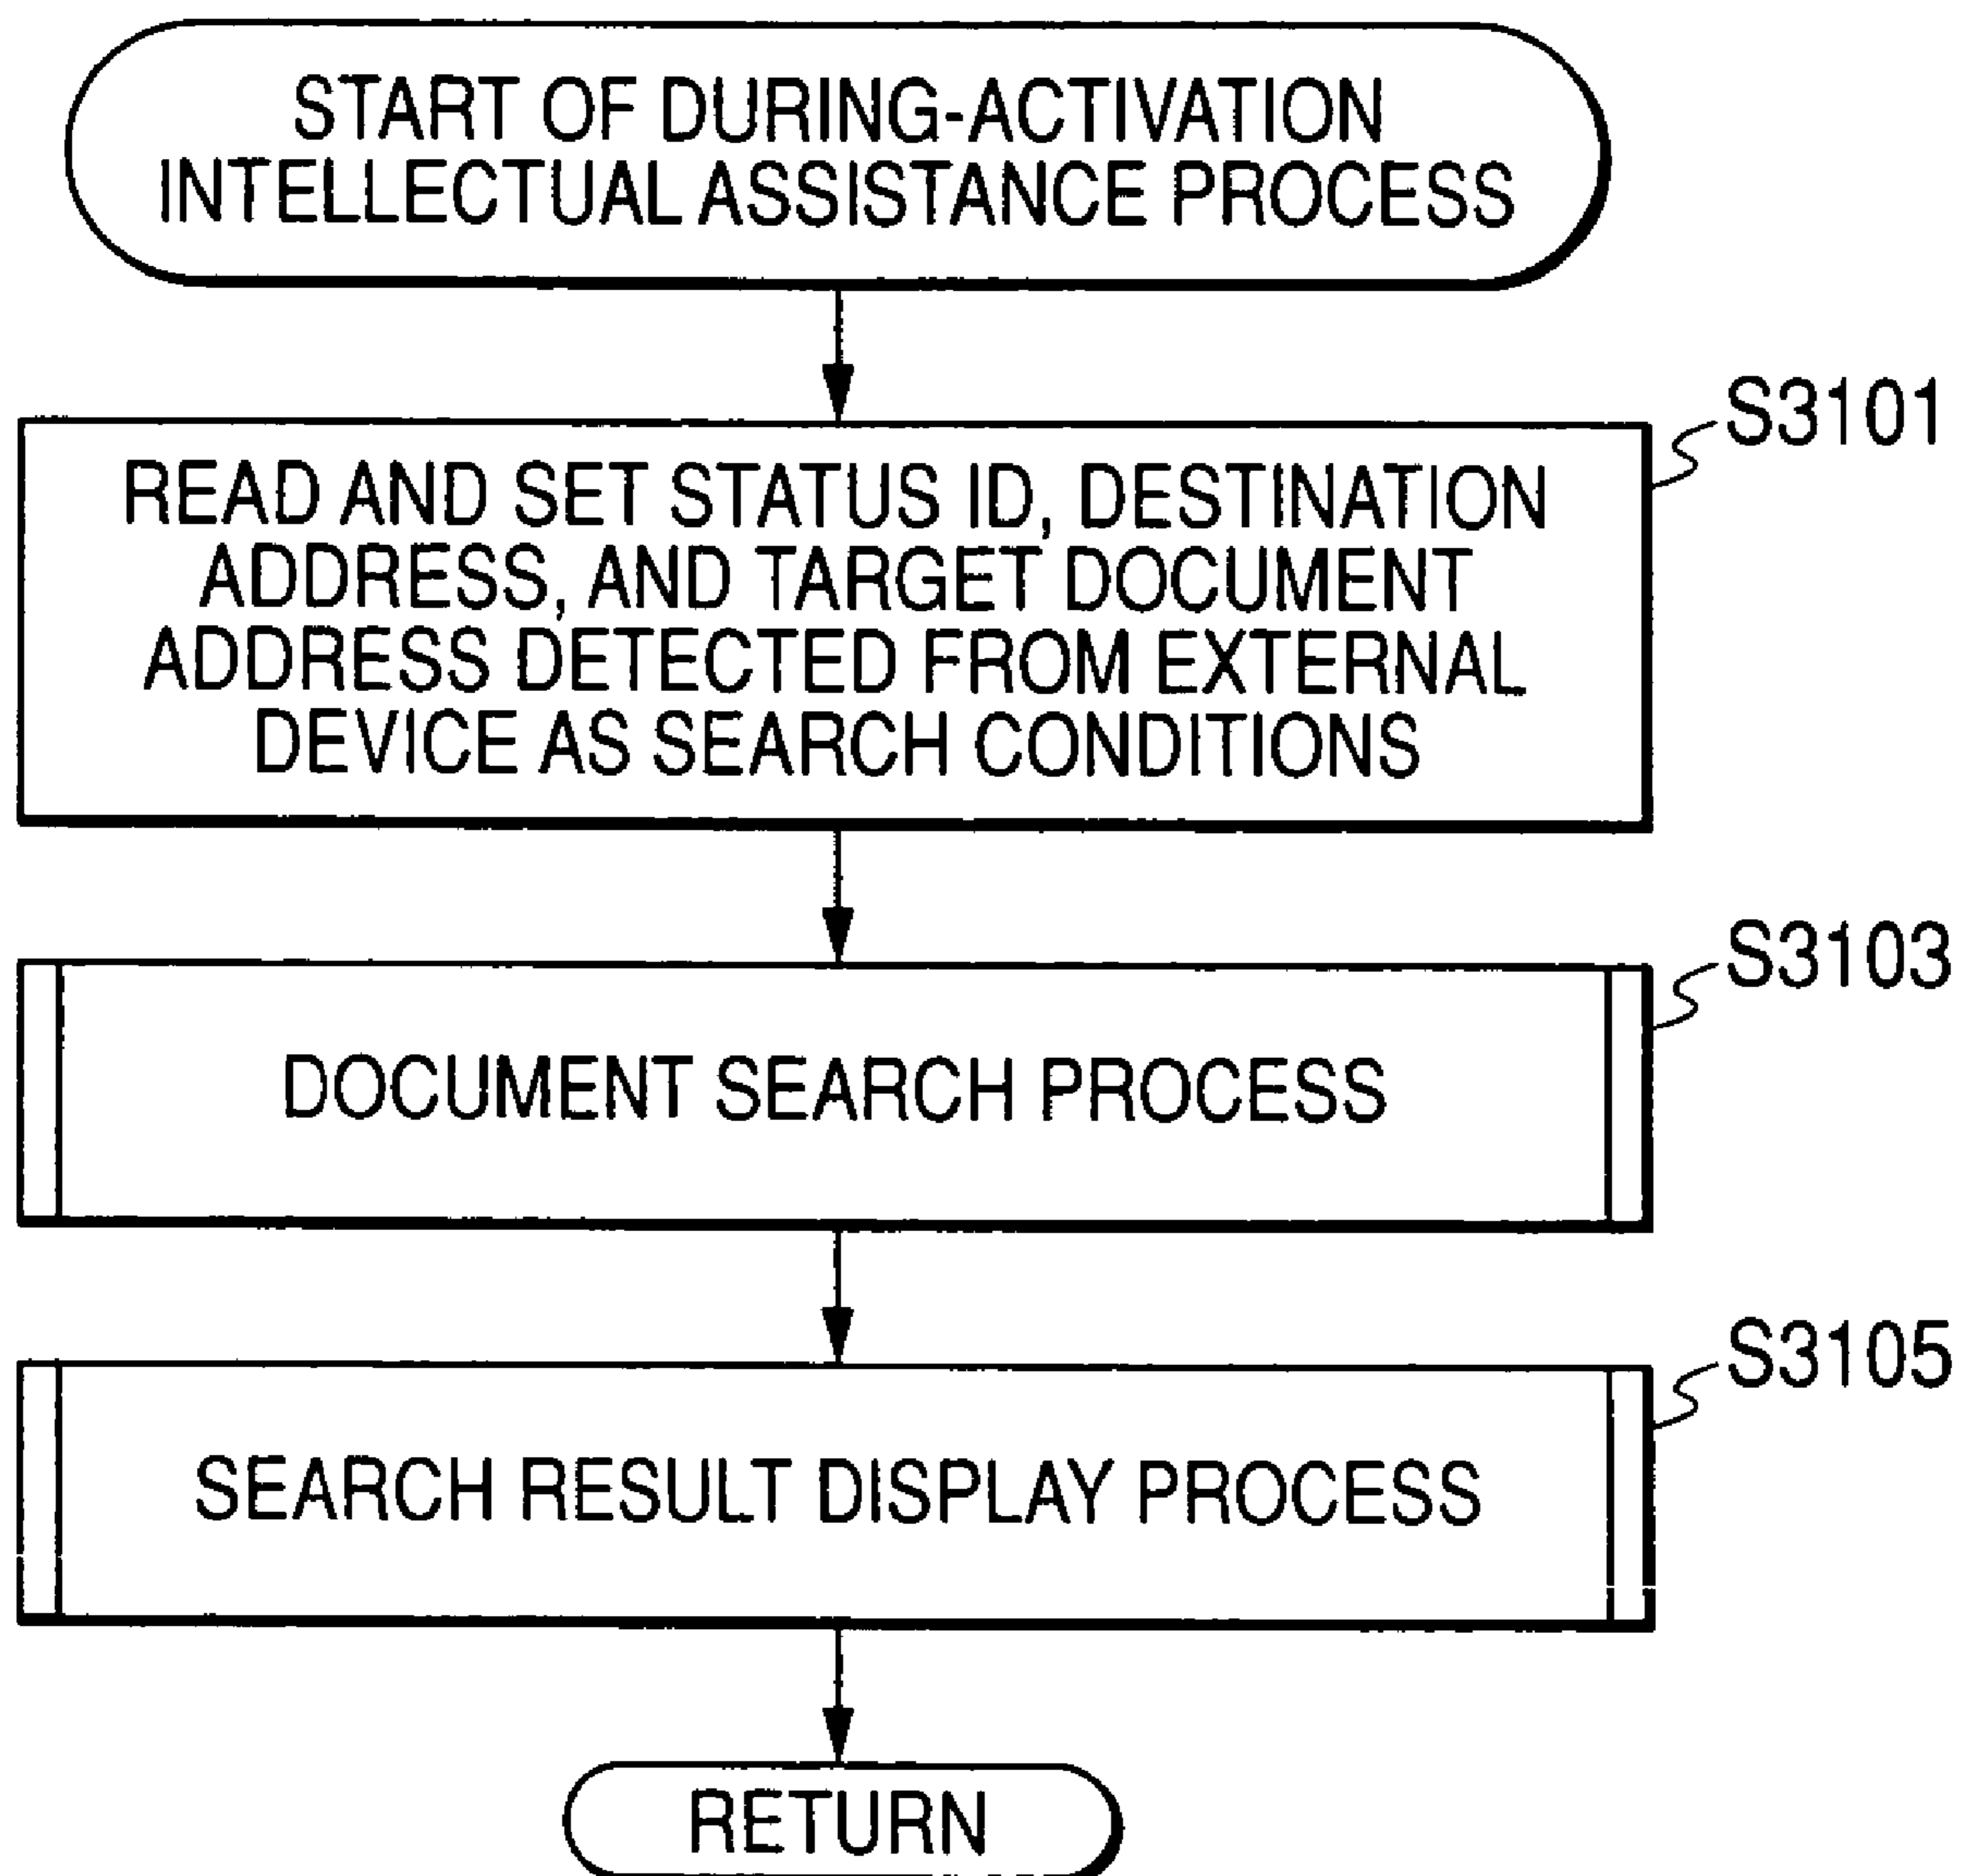 START OF DURING-ACTIVATION
INTELLECTUAL ASSISTANCE PROCESS
S3101
READ AND SET STATUS ID, DESTINATION
ADDRESS, AND TARGET DOCUMENT
ADDRESS DETECTED FROM EXTERNAL
DEVICE AS SEARCH CONDITIONS
S3103
DOCUMENT SEARCH PROCESS
S3105
SEARCH RESULT DISPLAY PROCESS
RETURN